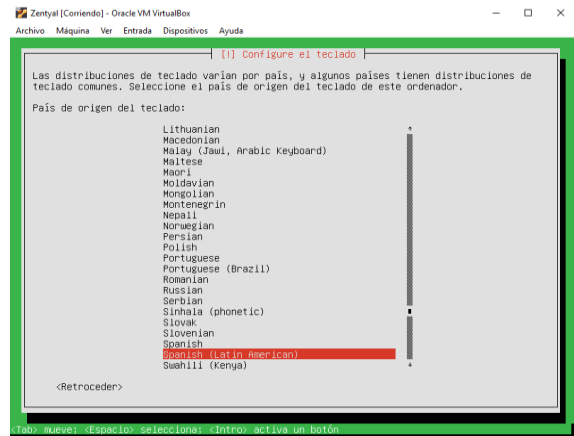 Zentyal [Corriendo] - Oracle VM VirtualBox
Archivo Máquina Ver Entrada Dispositivos Ayuda
[!] Configure el teclado
Las distribuciones de teclado varían por país, y algunos países tienen distribuciones de
teclado comunes. Seleccione el país de origen del teclado de este ordenador.
País de origen del teclado:
Lithuanian
Macedonian
Malay (Jawi, Arabic Keyboard)
Maltese
Maori
Moldavian
Mongolian
Montenegrin
Nepali
Norwegian
Persian
Polish
Portuguese
Portuguese (Brazil)
Romanian
Russian
Serbian
Sinhala (phonetic)
Slovak
Slovenian
Spanish
Spanish (Latin American)
Swahili (Kenya)
<Retroceder>
<Tab> mueve; <Espacio> selecciona; <Intro> activa un botón